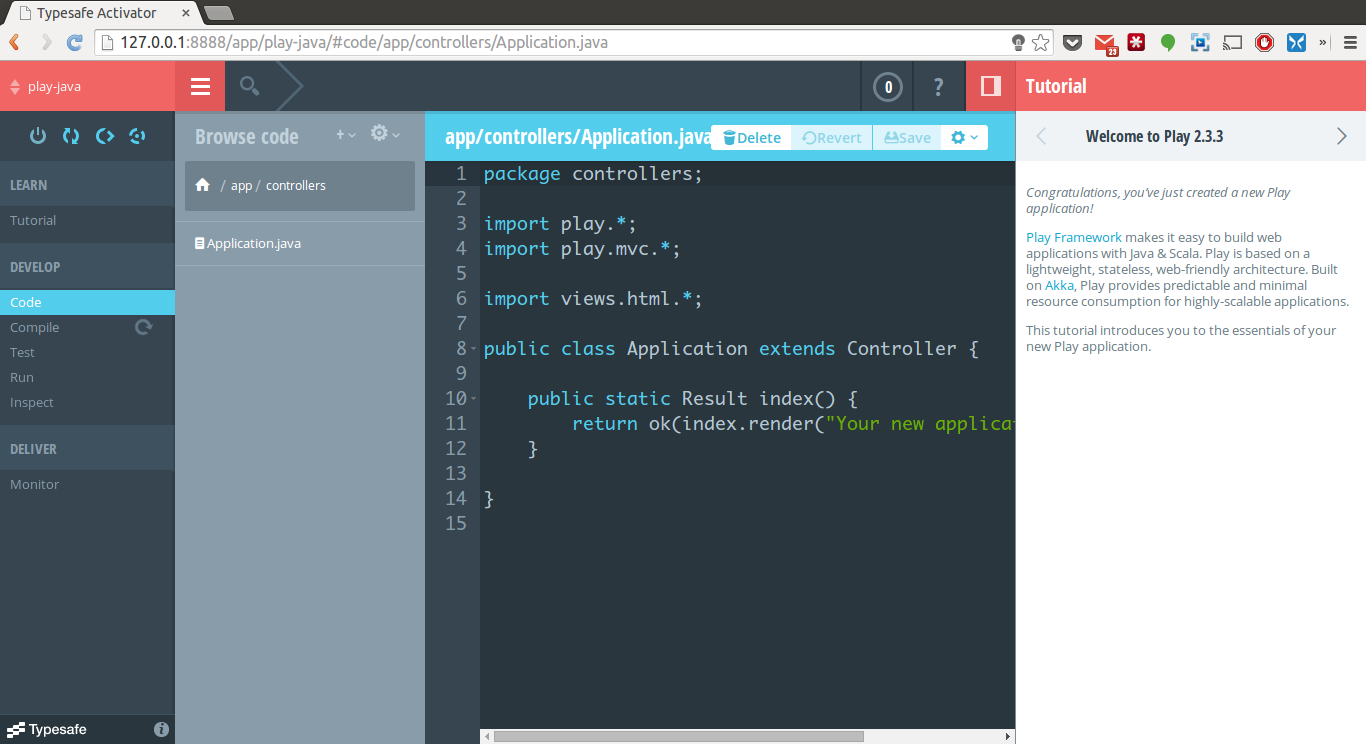 Typesafe Activator
127.0.0.1:8888/app/play-java/#code/app/controllers/Application.java
23
play-java
0
?
Tutorial
LEARN
Tutorial
DEVELOP
Code
Compile
Test
Run
Inspect
DELIVER
Monitor
Typesafe
Browse code
/ app / controllers
Application.java
app/controllers/Application.java
Delete
Revert
Save
1 package controllers;
2
3 import play.*;
4 import play.mvc.*;
5
6 import views.html.*;
7
8 public class Application extends Controller {
9
10 public static Result index() {
11 return ok(index.render("Your new applica
12 }
13
14 }
15
Welcome to Play 2.3.3
Congratulations, you've just created a new Play
application!
Play Framework makes it easy to build web
applications with Java & Scala. Play is based on a
lightweight, stateless, web-friendly architecture. Built
on Akka, Play provides predictable and minimal
resource consumption for highly-scalable applications.
This tutorial introduces you to the essentials of your
new Play application.